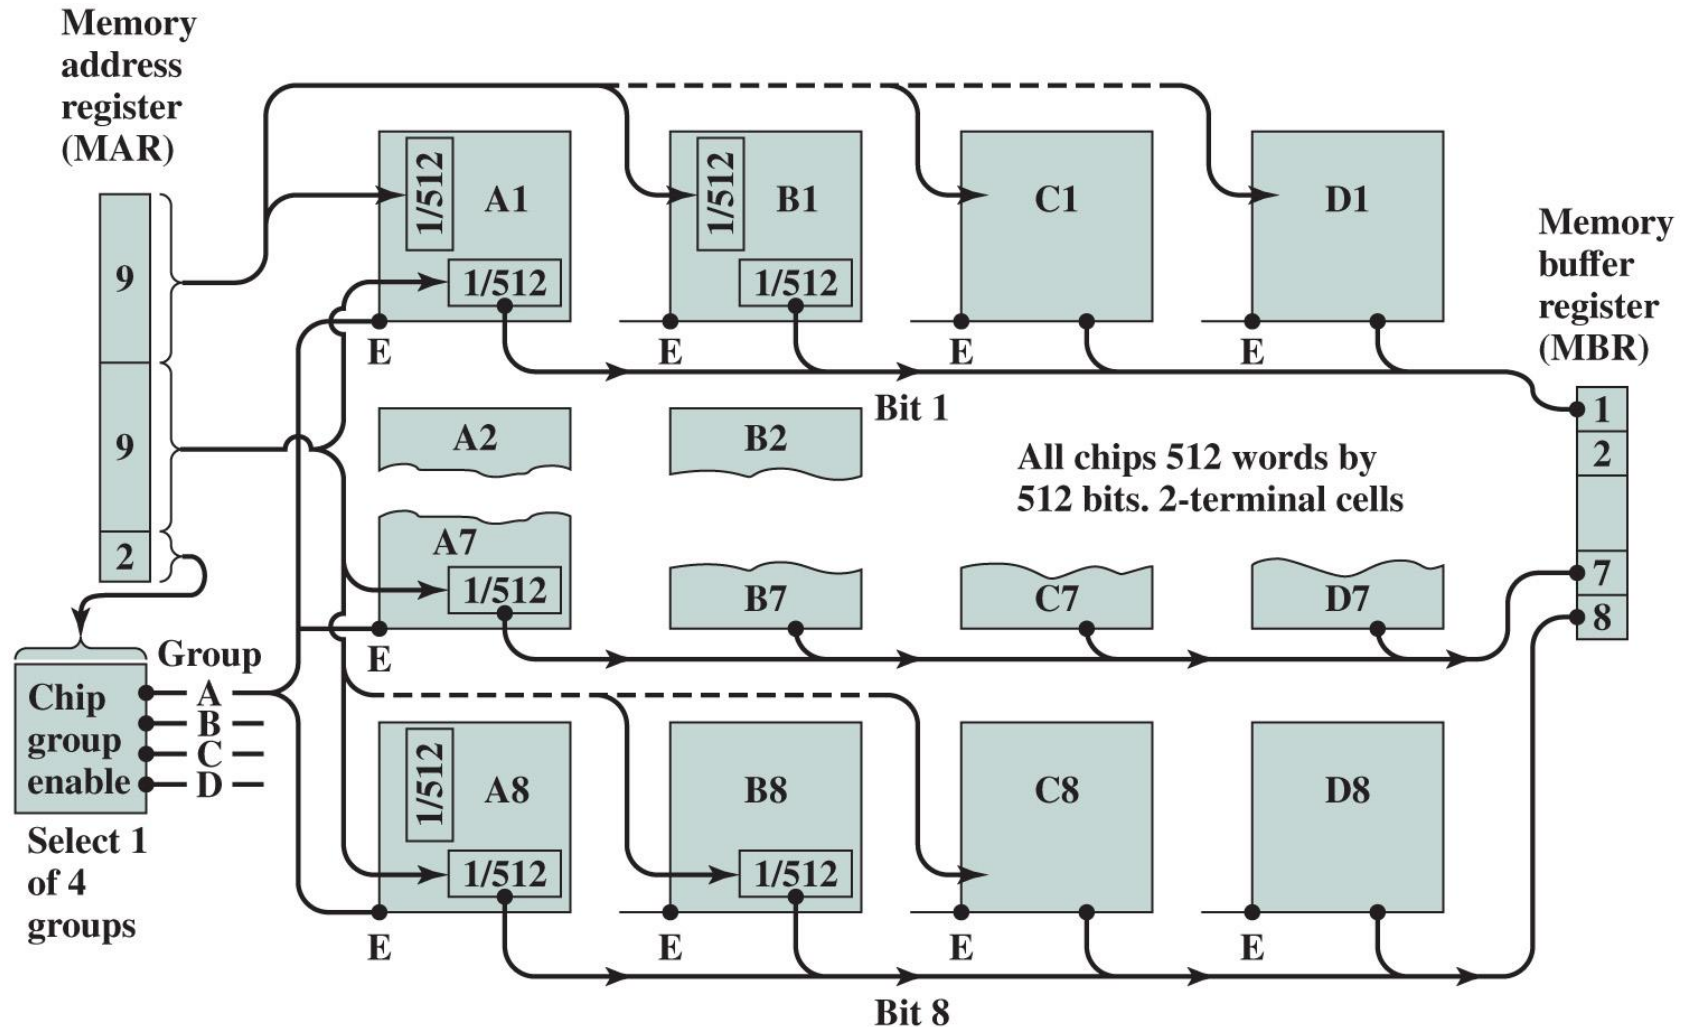 Memory
address
register
(MAR)
9
9
2
Chip
group
enable
Select 1
of 4
groups
Group
A
B
C
D
1/512
A1
1/512
E
1/512
B1
1/512
E
C1
E
D1
E
Bit 1
A2
B2
All chips 512 words by
512 bits. 2-terminal cells
A7
1/512
E
B7
C7
D7
1/512
A8
1/512
E
B8
1/512
E
C8
E
D8
E
Bit 8
Memory
buffer
register
(MBR)
1
2
7
8